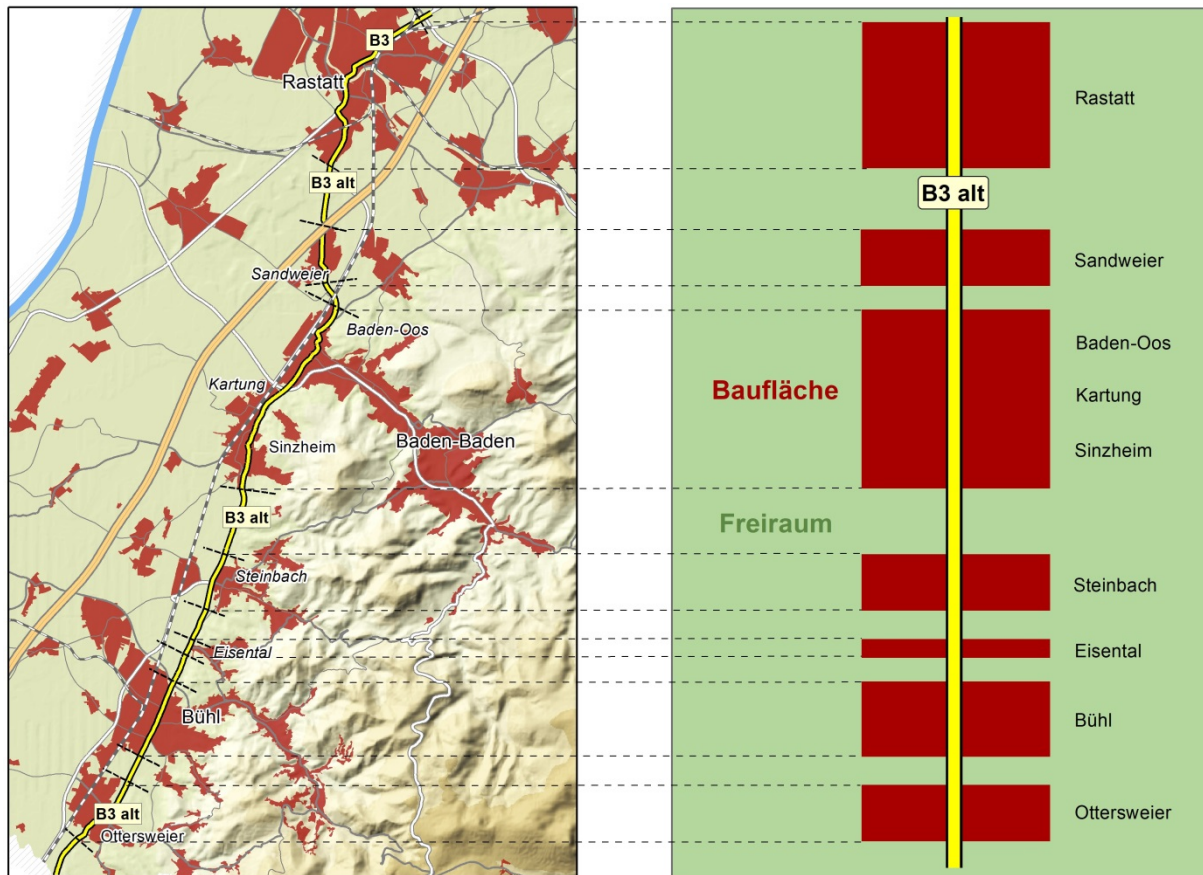 B3
Rastatt
B3 alt
Sandweier
Baden-Oos
Kartung
Sinzheim
Baden-Baden
B3 alt
Steinbach
Eisental
Bühl
B3 alt
Ottersweier
Rastatt
B3 alt
Sandweier
Baden-Oos
Baufläche
Kartung
Sinzheim
Freiraum
Steinbach
Eisental
Bühl
Ottersweier